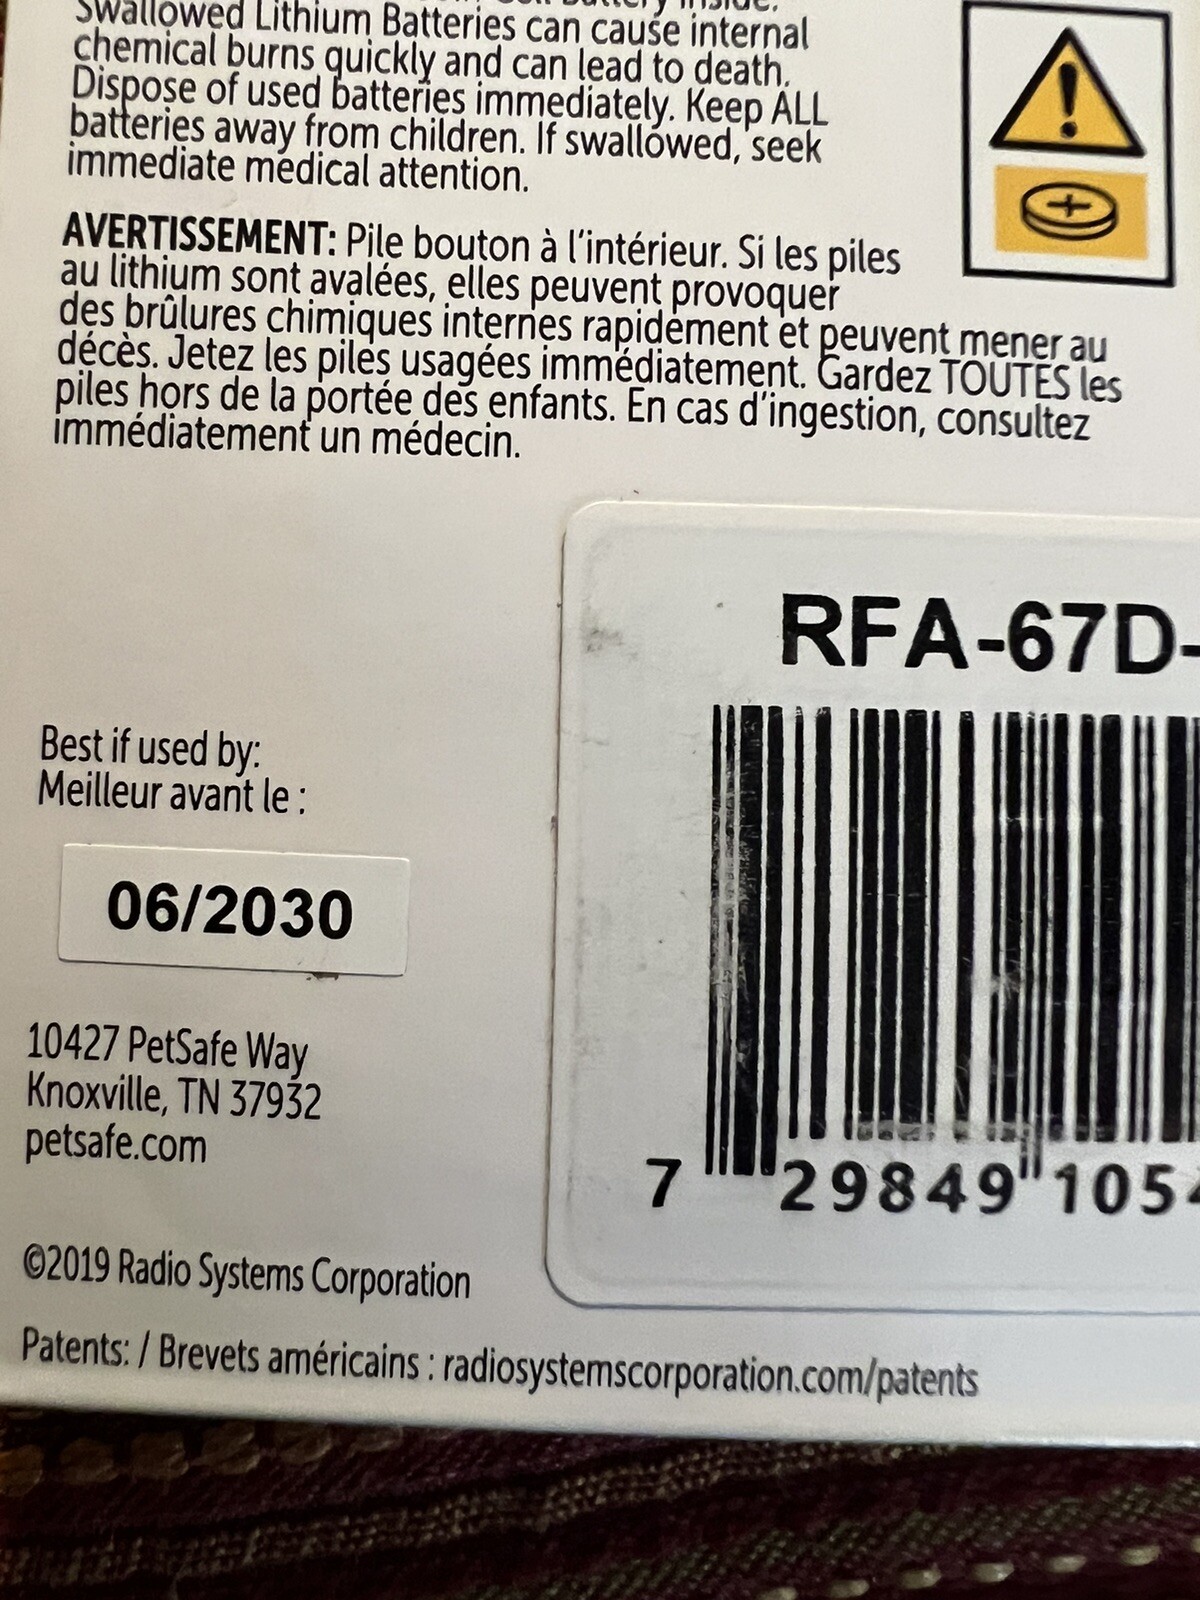 Swallowed Lithium Batteries can cause internal
chemical burns quickly and can lead to death.
Dispose of used batteries immediately. Keep ALL
batteries away from children. If swallowed, seek
immediate medical attention.
AVERTISSEMENT: Pile bouton à l'intérieur. Si les piles
au lithium sont avalées, elles peuvent provoquer
des brûlures chimiques internes rapidement et peuvent mener au
décès. Jetez les piles usagées immédiatement. Gardez TOUTES les
piles hors de la portée des enfants. En cas d'ingestion, consultez
immédiatement un médecin.
RFA-67D-
Best if used by:
Meilleur avant le :
06/2030
10427 PetSafe Way
Knoxville, TN 37932
petsafe.com
7 29849 1054
©2019 Radio Systems Corporation
Patents: / Brevets américains : radiosystemscorporation.com/patents